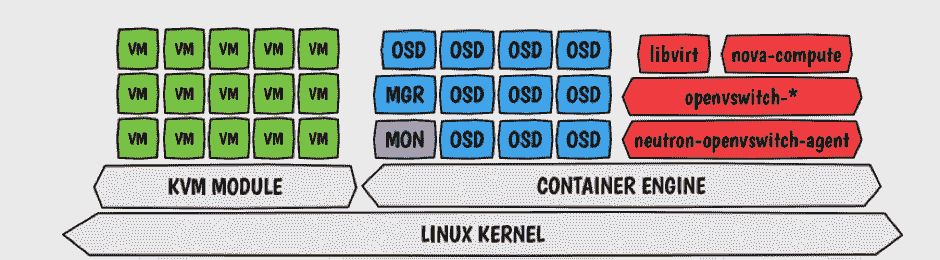 VM VM VM VM VM OSD OSD OSD OSD libvirt nova-compute
VM VM VM VM VM MGR OSD OSD OSD openvswitch-*
VM VM VM VM VM MON OSD OSD OSD neutron-openvswitch-agent
KVM MODULE CONTAINER ENGINE
LINUX KERNEL